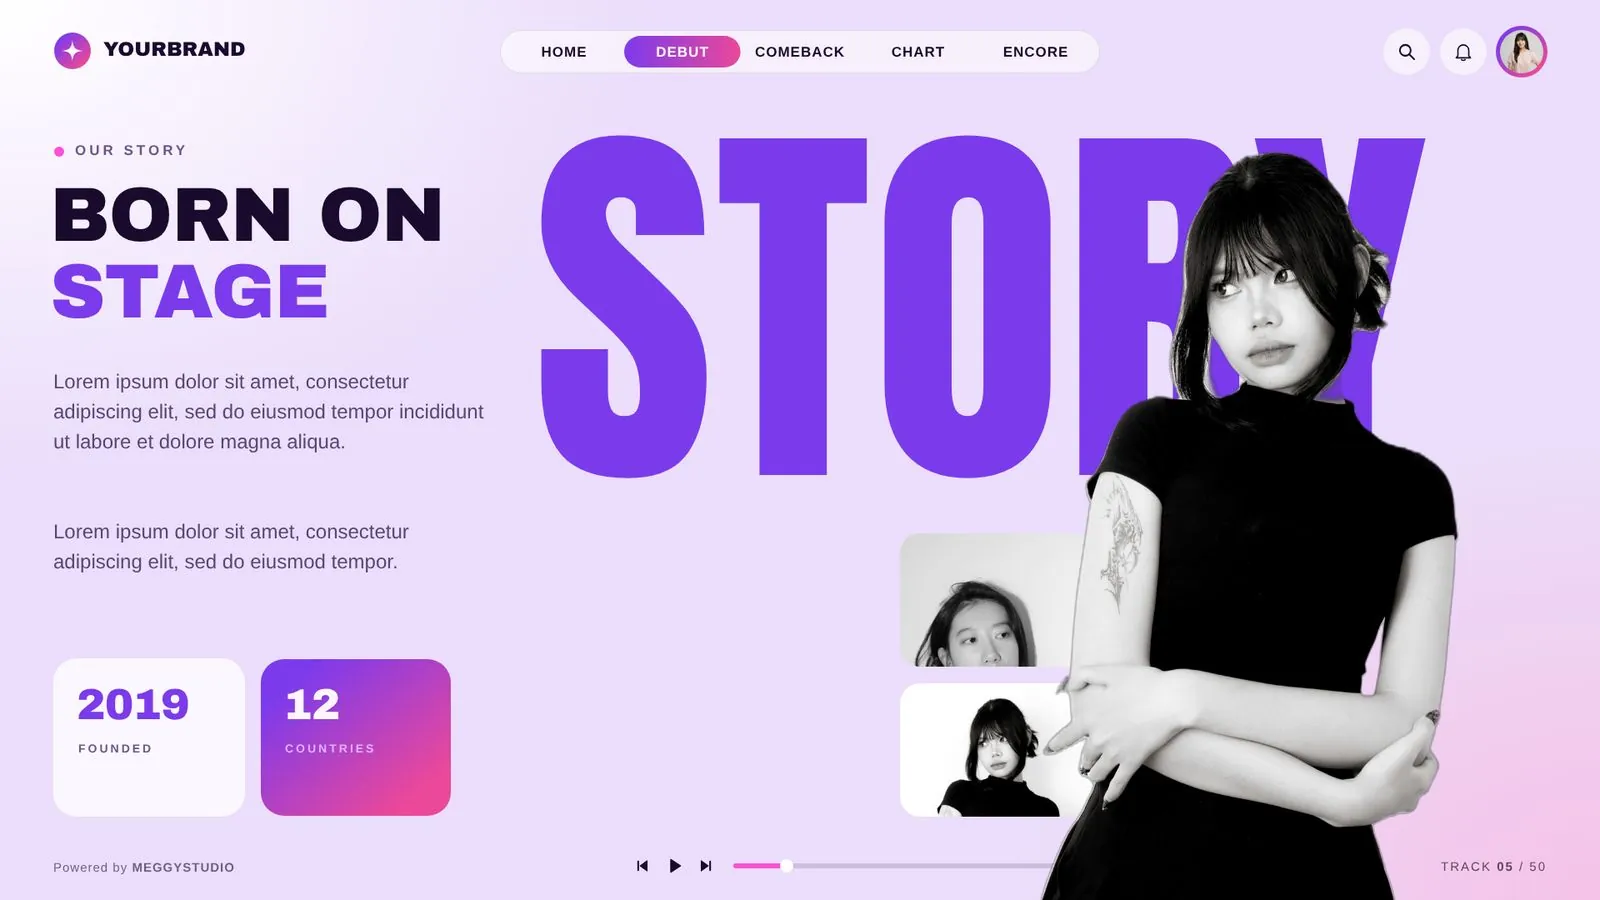 YOURBRAND
HOME
DEBUT
COMEBACK
CHART
ENCORE
OUR STORY
BORN ON
STAGE
STORY
Lorem ipsum dolor sit amet, consectetur
adipiscing elit, sed do eiusmod tempor incididunt
ut labore et dolore magna aliqua.
Lorem ipsum dolor sit amet, consectetur
adipiscing elit, sed do eiusmod tempor.
2019
FOUNDED
12
COUNTRIES
Powered by MEGGYSTUDIO
TRACK 05 / 50